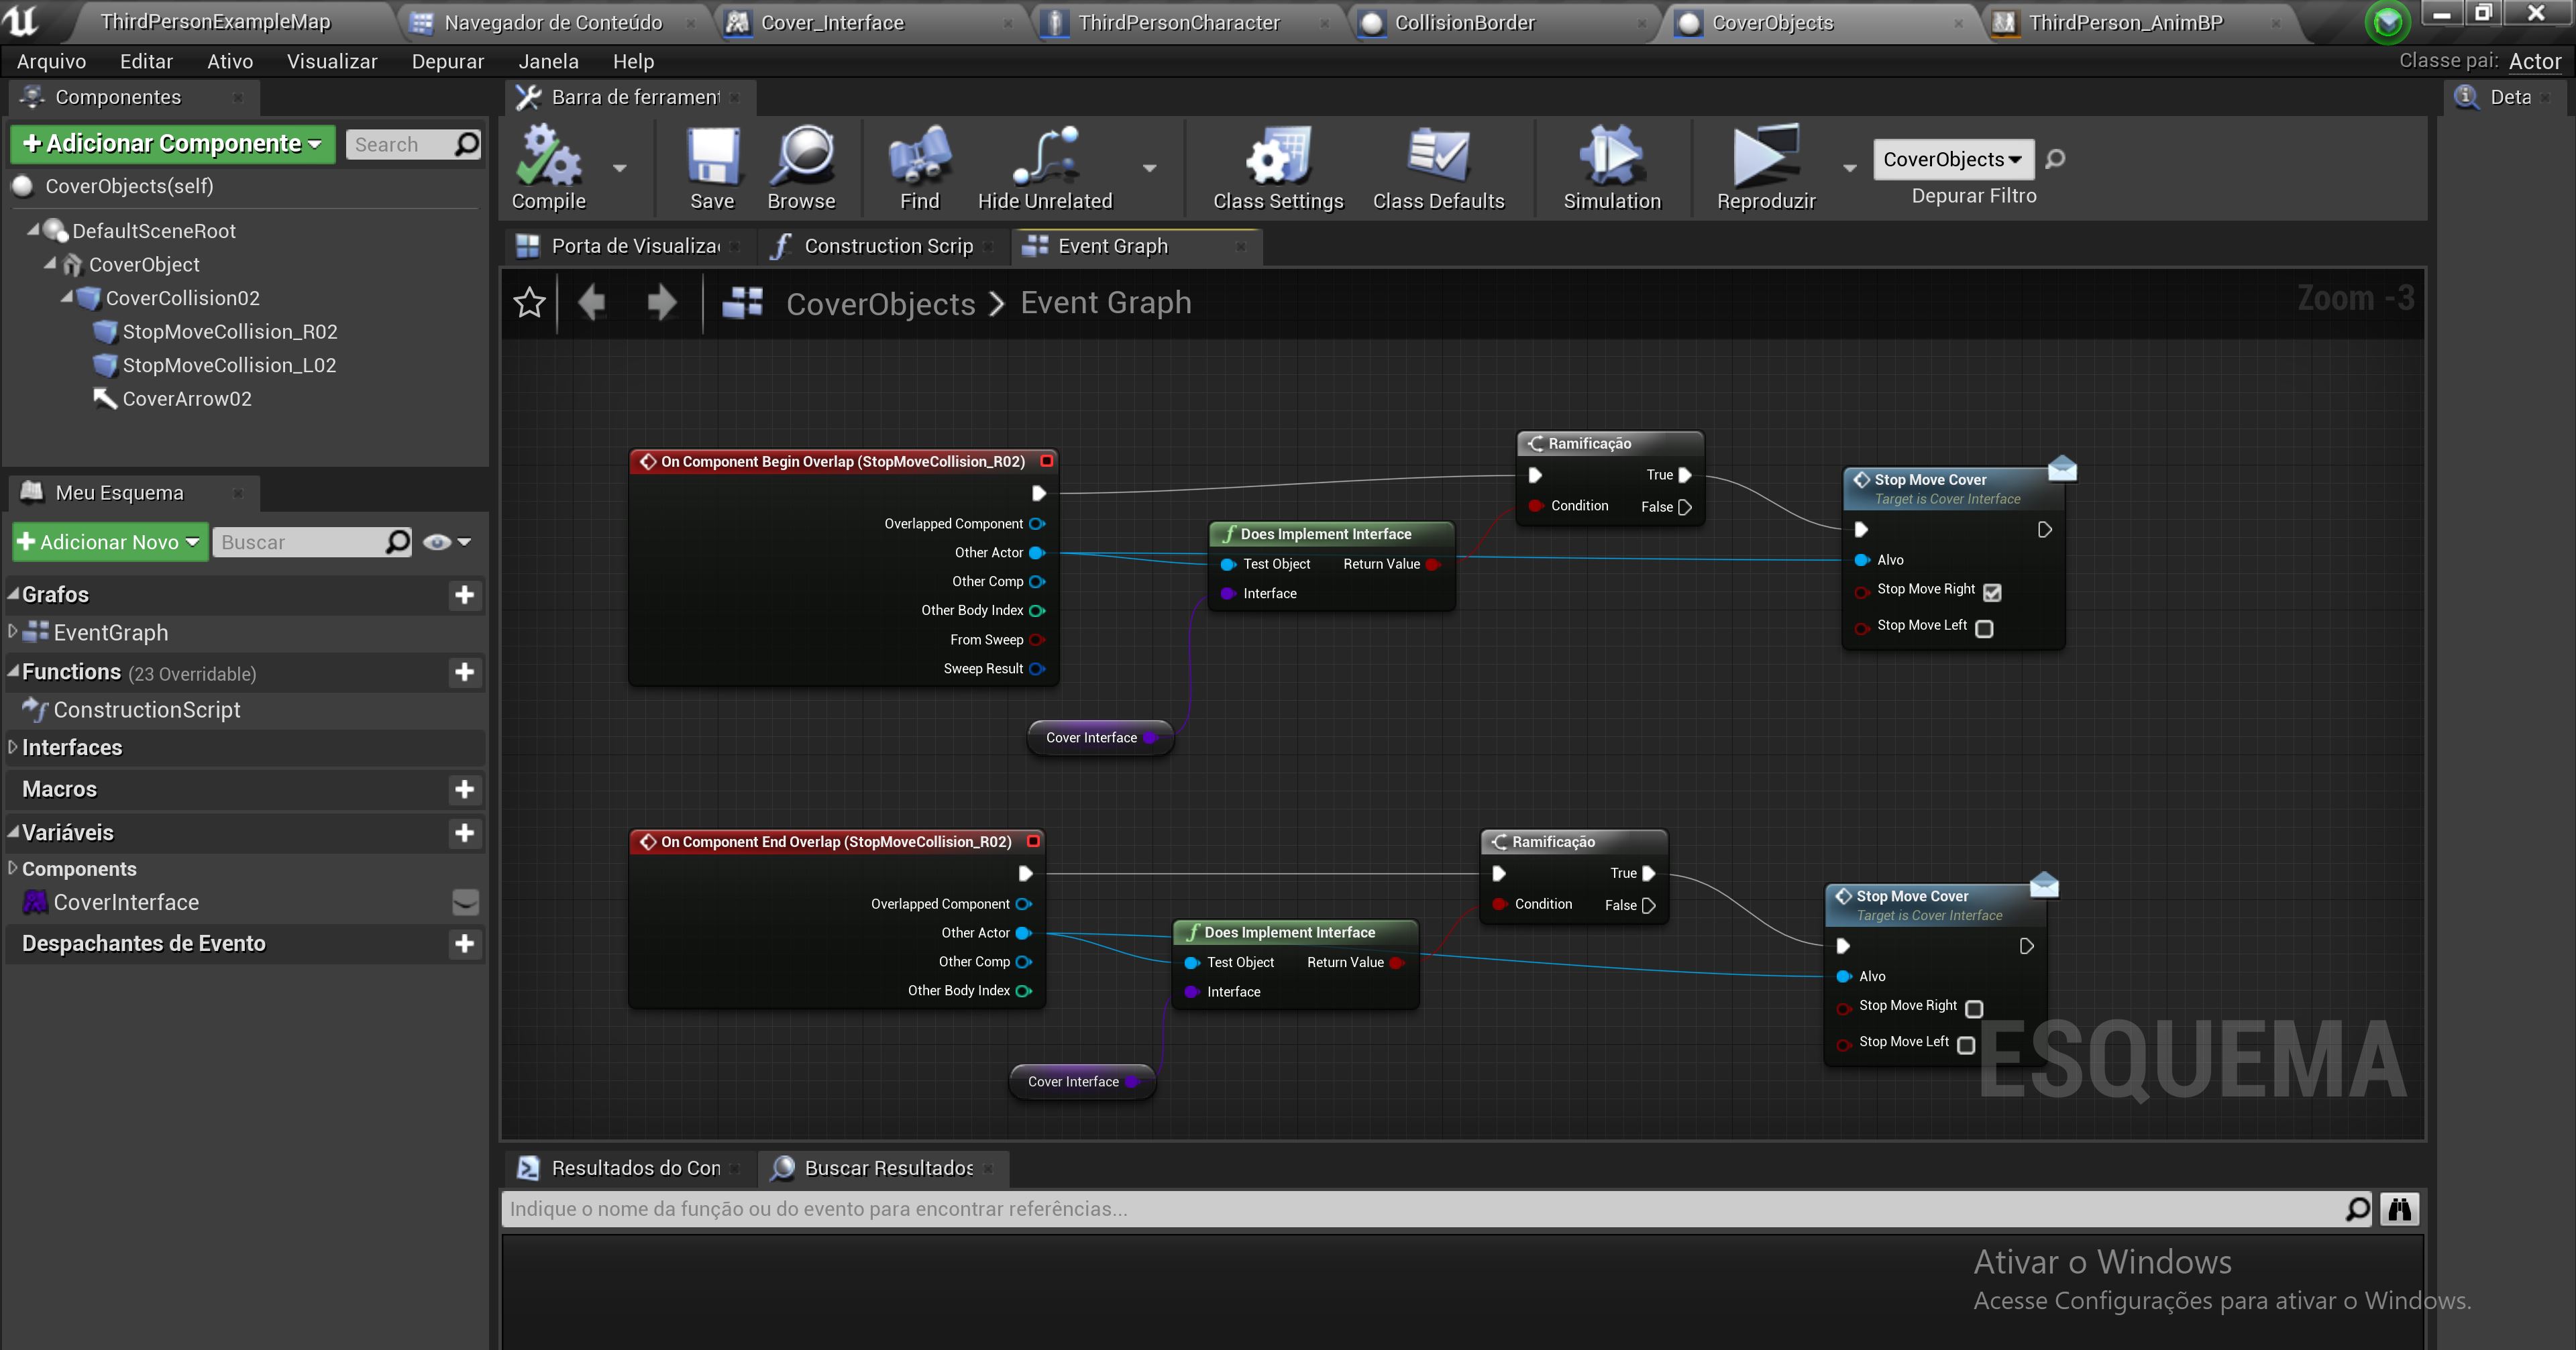 ThirdPersonExampleMap
Navegador de Conteúdo
Cover_Interface
ThirdPersonCharacter
CollisionBorder
CoverObjects
ThirdPerson_AnimBP
Arquivo Editar Ativo Visualizar Depurar Janela Help
Classe pai: Actor
Componentes
Barra de ferrament
Deta
Adicionar Componente
Search
CoverObjects(self)
DefaultSceneRoot
CoverObject
CoverCollision02
StopMoveCollision_R02
StopMoveCollision_L02
CoverArrow02
Compile
Save
Browse
Find
Hide Unrelated
Class Settings
Class Defaults
Simulation
Reproduzir
CoverObjects
Depurar Filtro
Porta de Visualiza
Construction Scrip
Event Graph
CoverObjects > Event Graph
Zoom -3
Meu Esquema
Adicionar Novo
Buscar
Grafos
EventGraph
Functions (23 Overridable)
ConstructionScript
Interfaces
Macros
Variáveis
Components
CoverInterface
Despachantes de Evento
On Component Begin Overlap (StopMoveCollision_R02)
Overlapped Component
Other Actor
Other Comp
Other Body Index
From Sweep
Sweep Result
Cover Interface
Does Implement Interface
Test Object Return Value
Interface
Ramificação
True
Condition False
Stop Move Cover
Target is Cover Interface
Alvo
Stop Move Right
Stop Move Left
On Component End Overlap (StopMoveCollision_R02)
Overlapped Component
Other Actor
Other Comp
Other Body Index
Cover Interface
Does Implement Interface
Test Object Return Value
Interface
Ramificação
True
Condition False
Stop Move Cover
Target is Cover Interface
Alvo
Stop Move Right
Stop Move Left
ESQUEMA
Resultados do Con
Buscar Resultados
Indique o nome da função ou do evento para encontrar referências...
Ativar o Windows
Acesse Configurações para ativar o Windows.